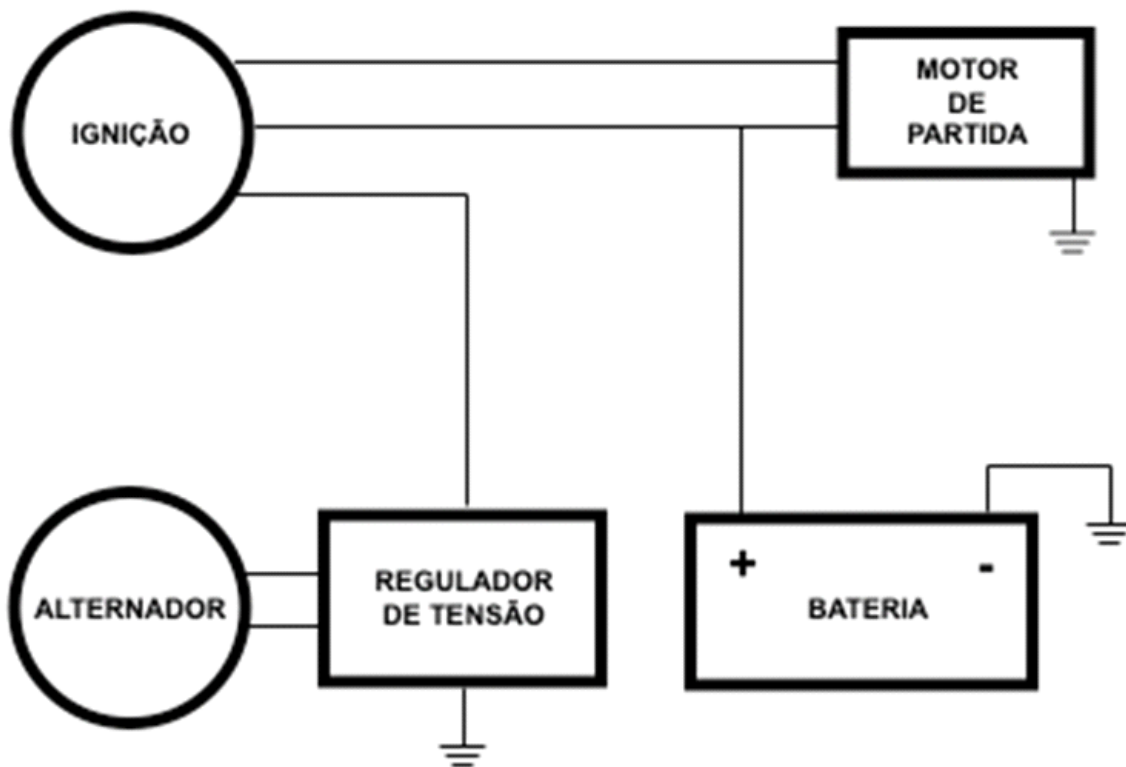 IGNIÇÃO
MOTOR
DE
PARTIDA
ALTERNADOR
REGULADOR
DE TENSÃO
+
-
BATERIA